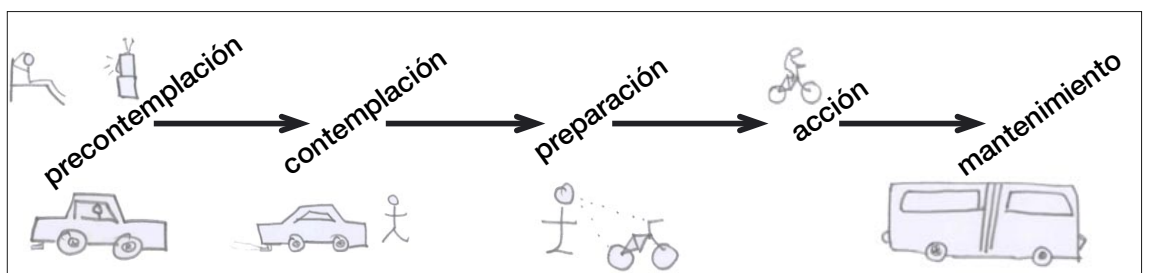 precontemplación
contemplación
preparación
acción
mantenimiento